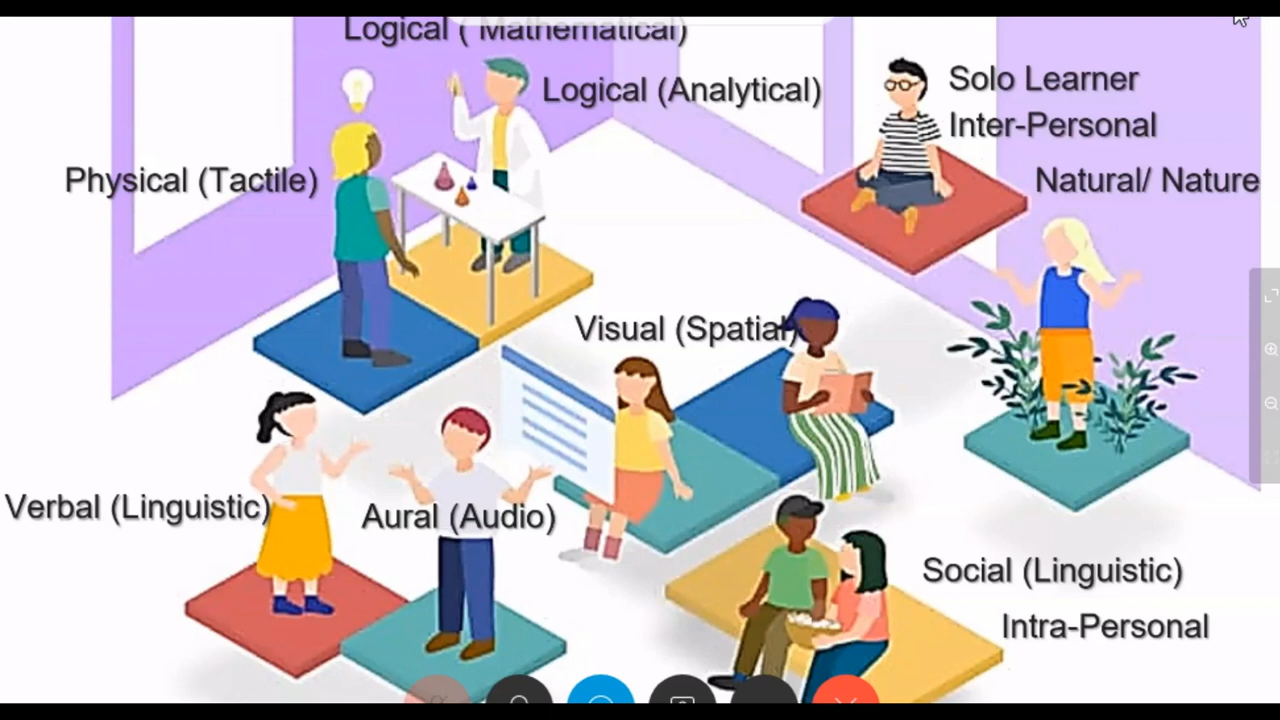 Logical ( Mathematical)
Logical (Analytical)
Solo Learner
Inter-Personal
Physical (Tactile)
Natural/ Nature
Visual (Spatial)
Verbal (Linguistic)
Aural (Audio)
Social (Linguistic)
Intra-Personal